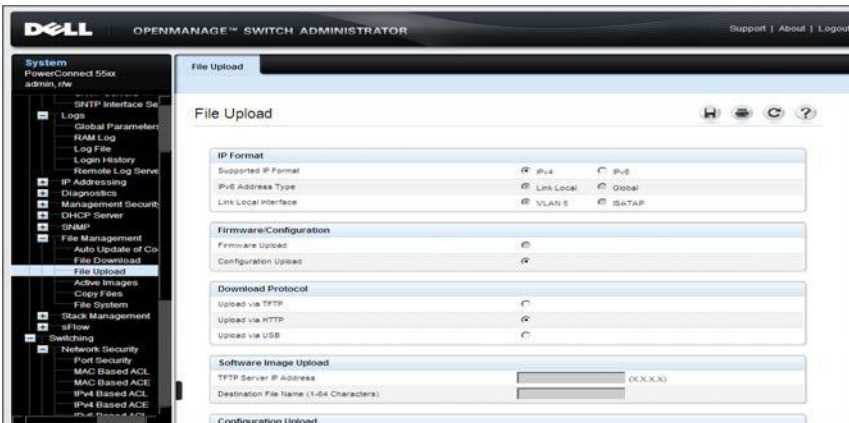 DELL
OPENMANAGE™ SWITCH ADMINISTRATOR
Support | About | Logout
System
PowerConnect 55xx
admin, r/w
SNTP Interface Se
Logs
Global Parameters
RAM Log
Log File
Login History
Remote Log Serve
IP Addressing
Diagnostics
Management Securit
DHCP Server
SNMP
File Management
Auto Update of Co
File Download
File Upload
Active Images
Copy Files
File System
Stack Management
sFlow
Switching
Network Security
Port Security
MAC Based ACL
MAC Based ACE
IPv4 Based ACL
IPv4 Based ACE
File Upload
File Upload
IP Format
Supported IP Format IPv4 IPv6
IPv6 Address Type Link Local Global
Link Local Interface VLAN 5 ISATAP
Firmware/Configuration
Firmware Upload
Configuration Upload
Download Protocol
Upload via TFTP
Upload via HTTP
Upload via USB
Software Image Upload
TFTP Server IP Address (X.X.X.X)
Destination File Name (1-64 Characters)
Configuration Upload